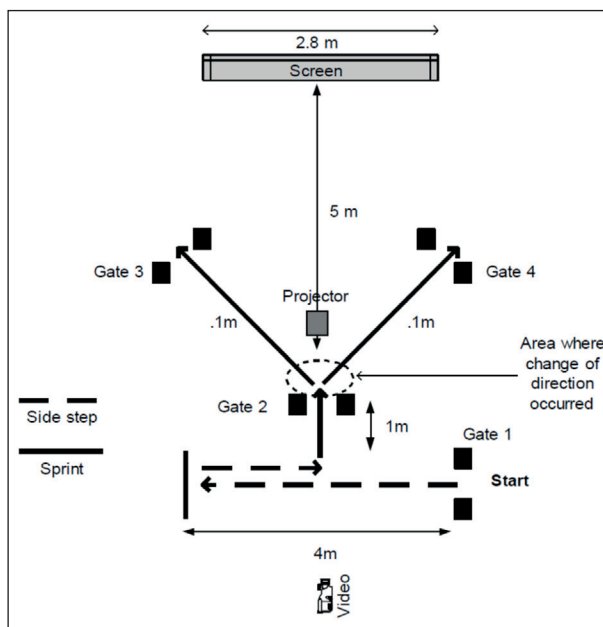 2.8 m
Screen
5 m
Gate 3
Gate 4
Projector
.1m
.1m
Area where
change of
direction
occurred
Gate 2
Side step
1m
Gate 1
Sprint
Start
4m
Video